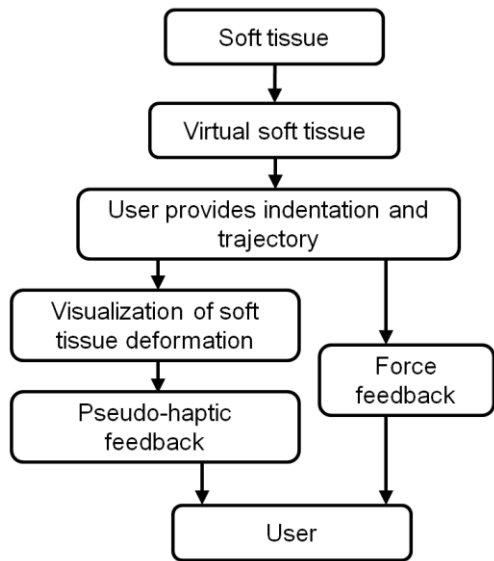 Soft tissue
Virtual soft tissue
User provides indentation and
trajectory
Visualization of soft
tissue deformation
Force
feedback
Pseudo-haptic
feedback
User